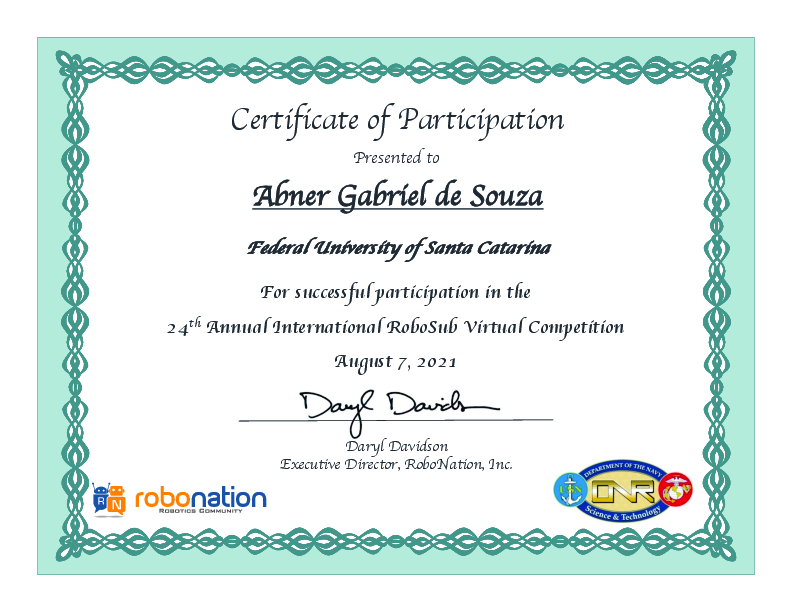 Certificate of Participation
Presented to
Abner Gabriel de Souza
Federal University of Santa Catarina
For successful participation in the
24th Annual International RoboSub Virtual Competition
August 7, 2021
Daryl Davidson
Daryl Davidson
Executive Director, RoboNation, Inc.
RN robonation
ROBOTICS COMMUNITY
DEPARTMENT OF THE NAVY
USN ONR
Science & Technology